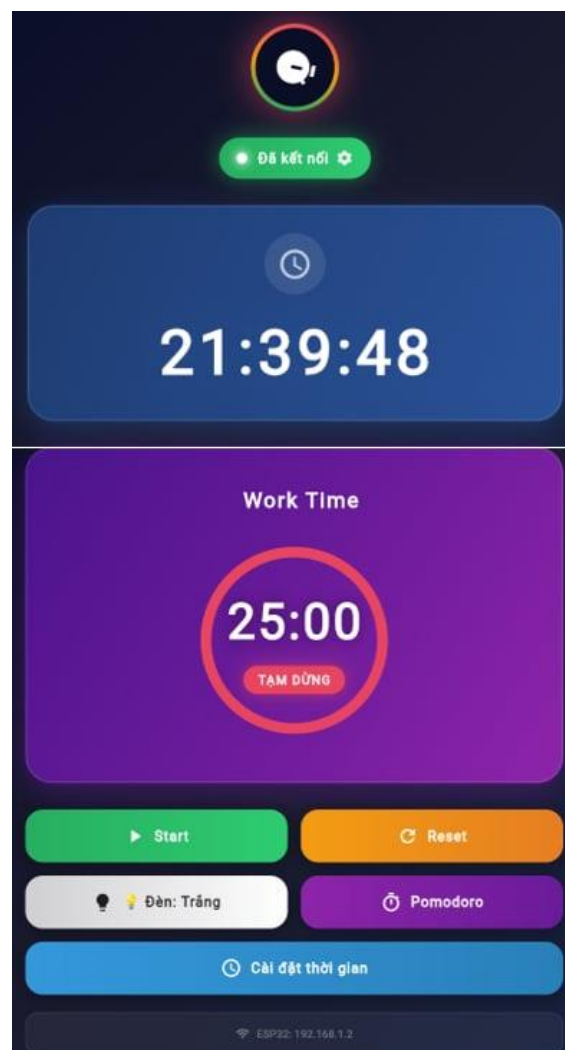 Đã kết nối
21:39:48
Work Time
25:00
TẠM DỪNG
Start
Reset
Đèn: Trắng
Pomodoro
Cài đặt thời gian
ESP32: 192.168.1.2